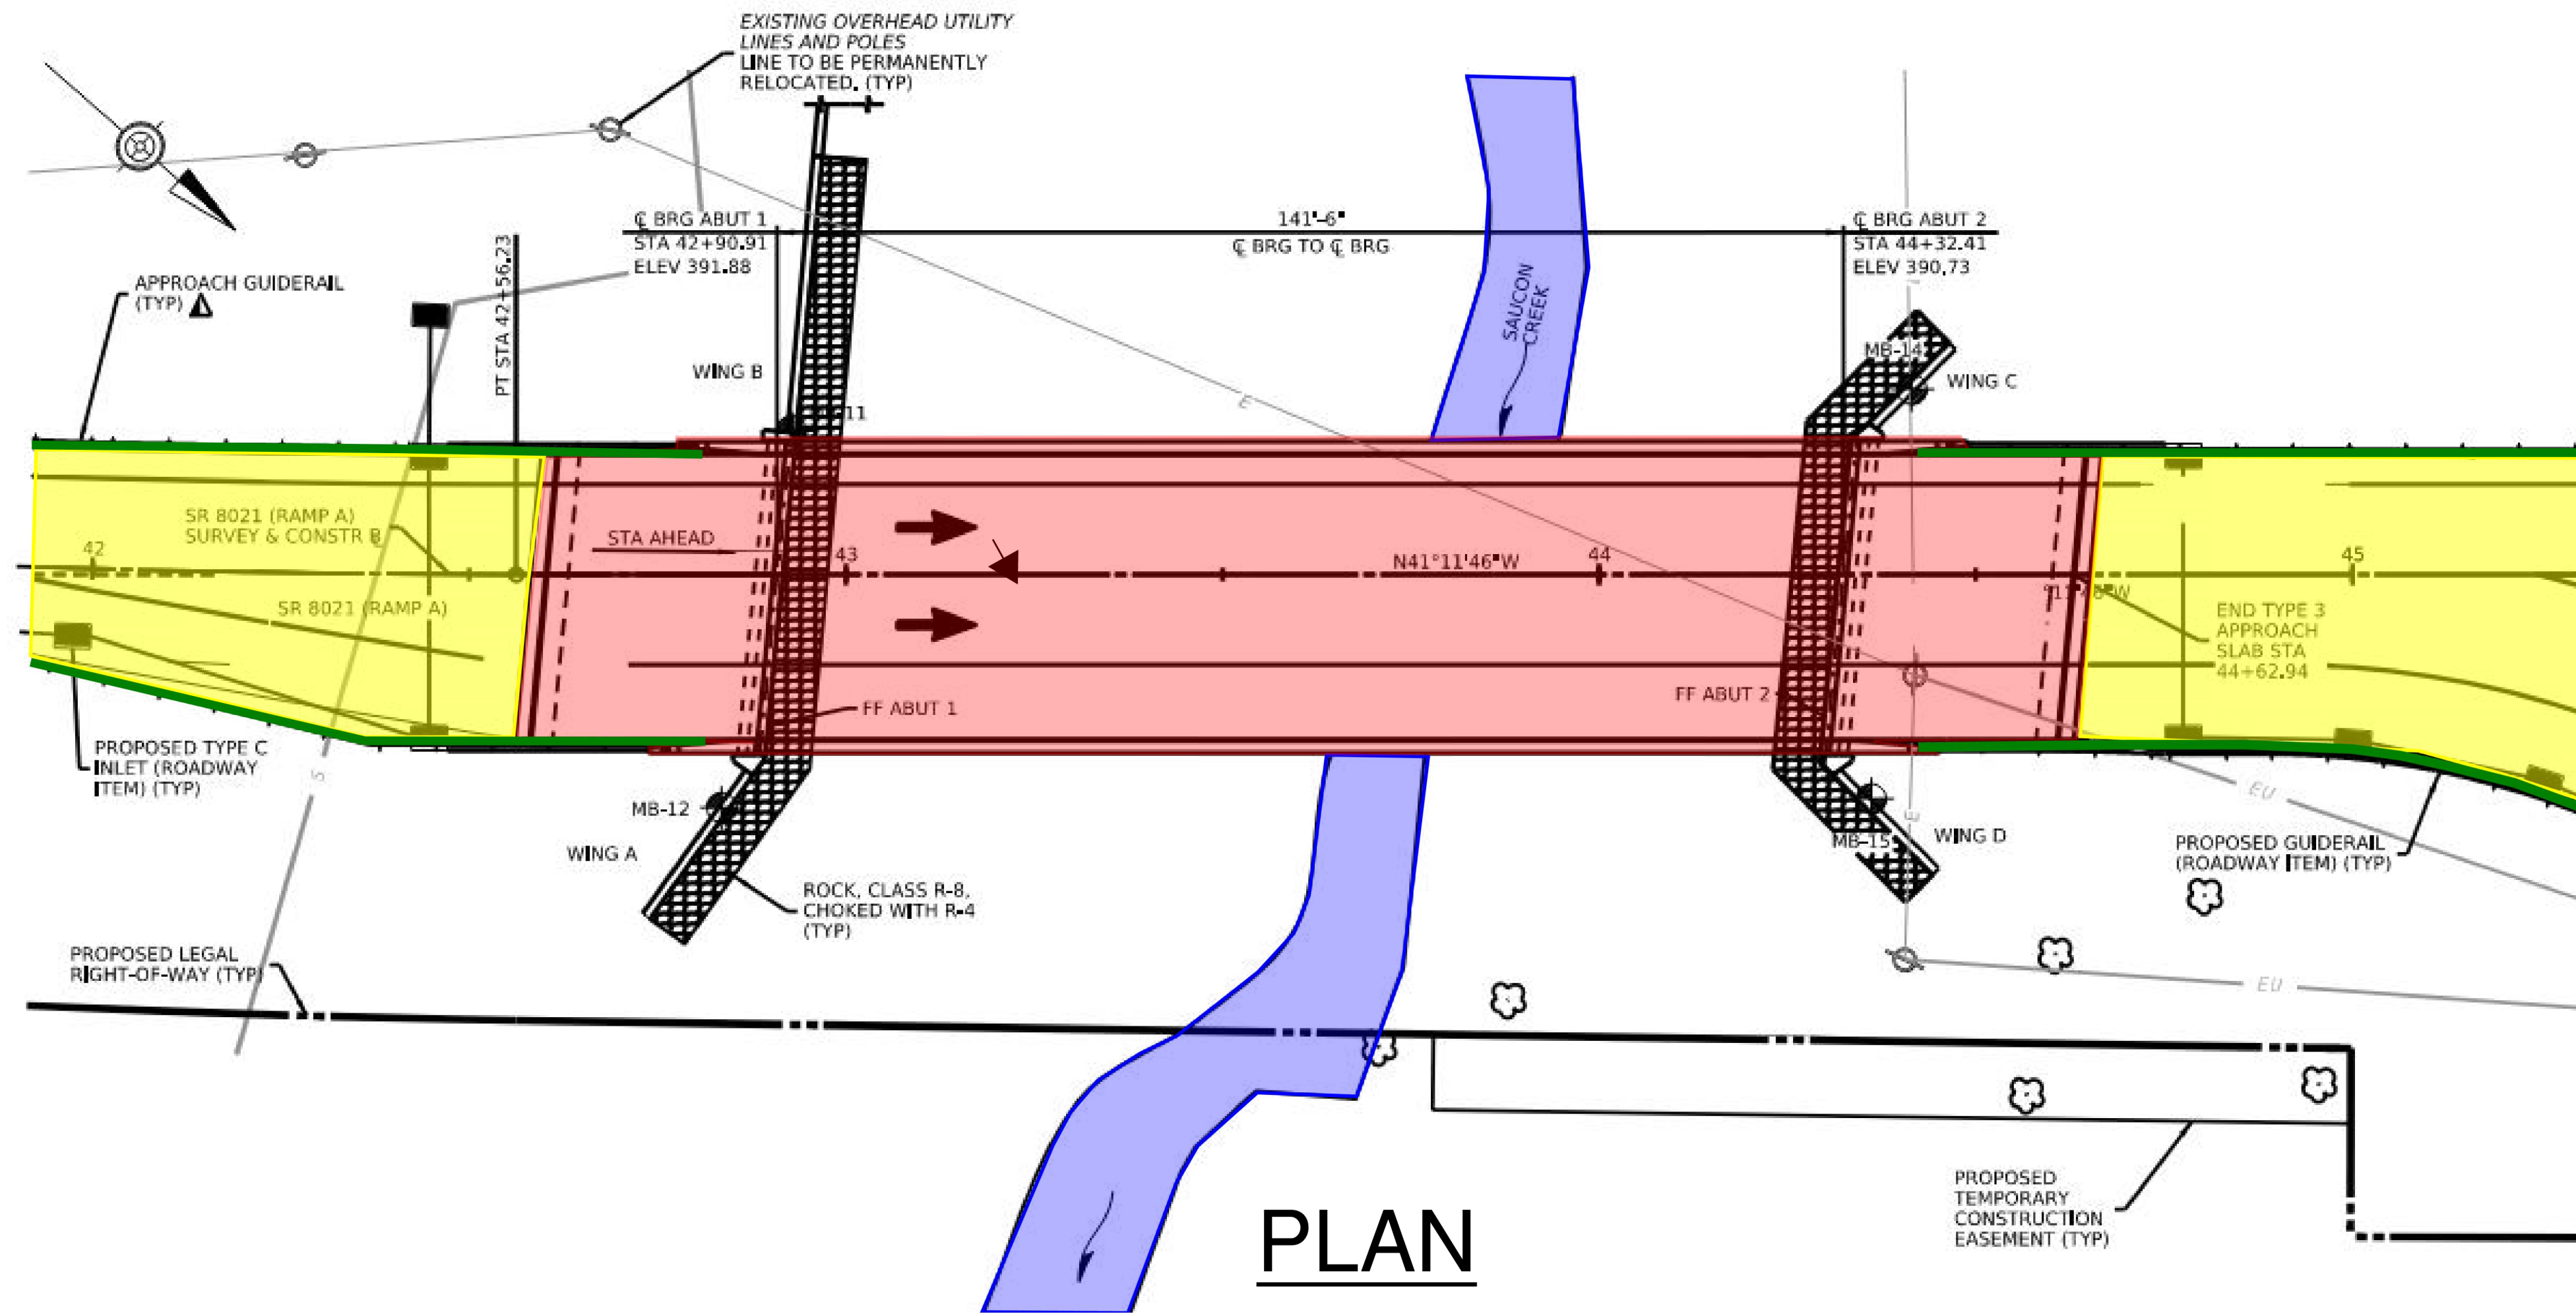 EXISTING OVERHEAD UTILITY
LINES AND POLES
LINE TO BE PERMANENTLY
RELOCATED. (TYP)
℄ BRG ABUT 1
STA 42+90.91
ELEV 391.88
141'-6"
℄ BRG TO ℄ BRG
℄ BRG ABUT 2
STA 44+32.41
ELEV 390.73
APPROACH GUIDERAIL
(TYP)
PT STA 42+56.23
SAUCON
CREEK
WING B
11
E
MB-14
WING C
SR 8021 (RAMP A)
SURVEY & CONSTR B
STA AHEAD
42
43
N41°11'46"W
44
45
SR 8021 (RAMP A)
END TYPE 3
APPROACH
SLAB STA
44+62.94
FF ABUT 1
FF ABUT 2
PROPOSED TYPE C
INLET (ROADWAY
ITEM) (TYP)
S
MB-12
WING A
E
EU
MB-15
WING D
PROPOSED GUIDERAIL
(ROADWAY ITEM) (TYP)
ROCK, CLASS R-8,
CHOKED WITH R-4
(TYP)
PROPOSED LEGAL
RIGHT-OF-WAY (TYP)
EU
PROPOSED
TEMPORARY
CONSTRUCTION
EASEMENT (TYP)
PLAN